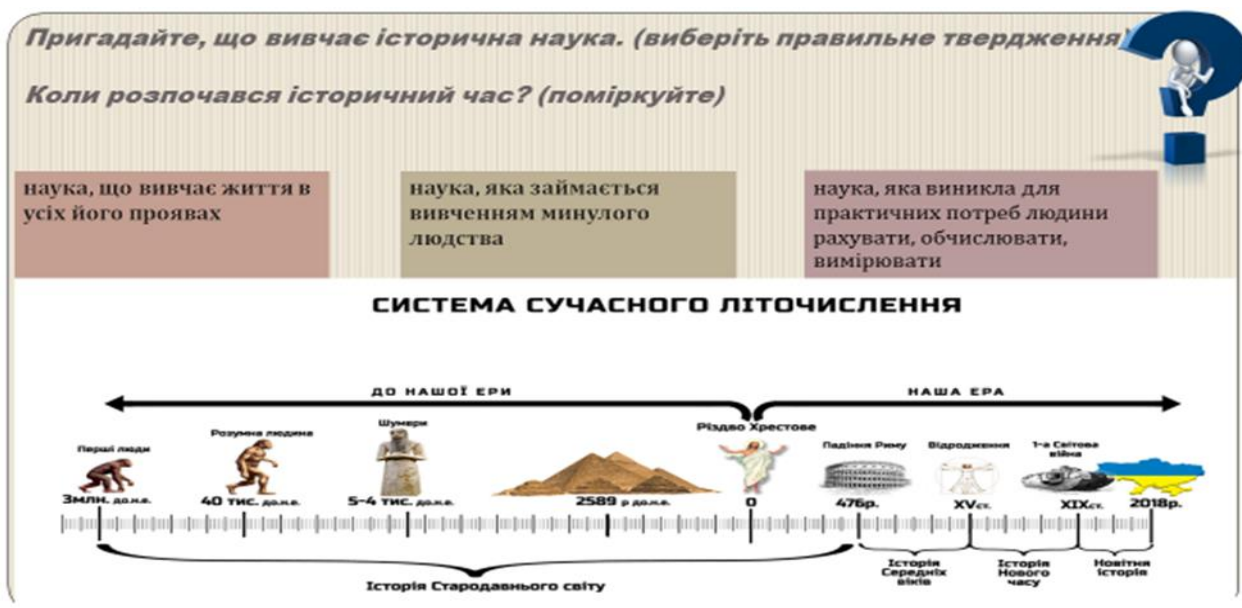 Пригадайте, що вивчає історична наука. (виберіть правильне твердження)
Коли розпочався історичний час? (поміркуйте)
наука, що вивчає життя в
усіх його проявах
наука, яка займається
вивченням минулого
людства
наука, яка виникла для
практичних потреб людини
рахувати, обчислювати,
вимірювати
СИСТЕМА СУЧАСНОГО ЛІТОЧИСЛЕННЯ
ДО НАШОЇ ЕРИ
НАША ЕРА
Перші люди
Розумна людина
Шумери
Різдво Хрестове
Падіння Риму
Відродження
1-а Світова
війна
3млн. до.н.е.
40 тис. до.н.е.
5-4 тис. до.н.е.
2589 р до.н.е.
0
476р.
XVст.
XIXст.
2018р.
Історія Стародавнього світу
Історія
Середніх
віків
Історія
Нового
часу
Новітня
історія